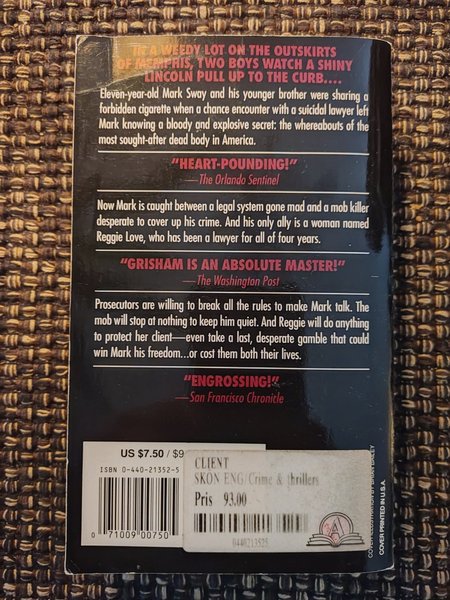 IN A WEEDY LOT ON THE OUTSKIRTS
OF MEMPHIS, TWO BOYS WATCH A SHINY
LINCOLN PULL UP TO THE CURB....
Eleven-year-old Mark Sway and his younger brother were sharing a
forbidden cigarette when a chance encounter with a suicidal lawyer left
Mark knowing a bloody and explosive secret: the whereabouts of the
most sought-after dead body in America.
"HEART-POUNDING!"
—The Orlando Sentinel
Now Mark is caught between a legal system gone mad and a mob killer
desperate to cover up his crime. And his only ally is a woman named
Reggie Love, who has been a lawyer for all of four years.
"GRISHAM IS AN ABSOLUTE MASTER!"
—The Washington Post
Prosecutors are willing to break all the rules to make Mark talk. The
mob will stop at nothing to keep him quiet. And Reggie will do anything
to protect her client—even take a last, desperate gamble that could
win Mark his freedom...or cost them both their lives.
"ENGROSSING!"
—San Francisco Chronicle
US $7.50 / $9
ISBN 0-440-21352-5
0 71009 00750
CLIENT
SKON ENG/Crime & thrillers
Pris 93.00
0440213525
A
COVER PRINTED IN U.S.A.